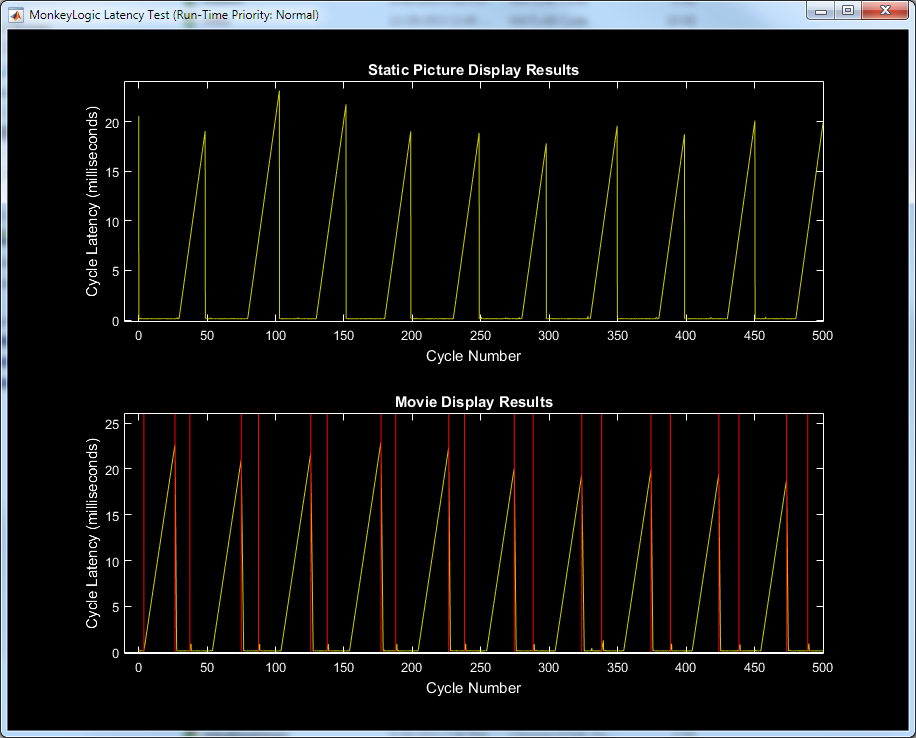 MonkeyLogic Latency Test (Run-Time Priority: Normal)
Static Picture Display Results
Cycle Latency (milliseconds)
20
15
10
5
0
0 50 100 150 200 250 300 350 400 450 500
Cycle Number
Movie Display Results
Cycle Latency (milliseconds)
25
20
15
10
5
0
0 50 100 150 200 250 300 350 400 450 500
Cycle Number